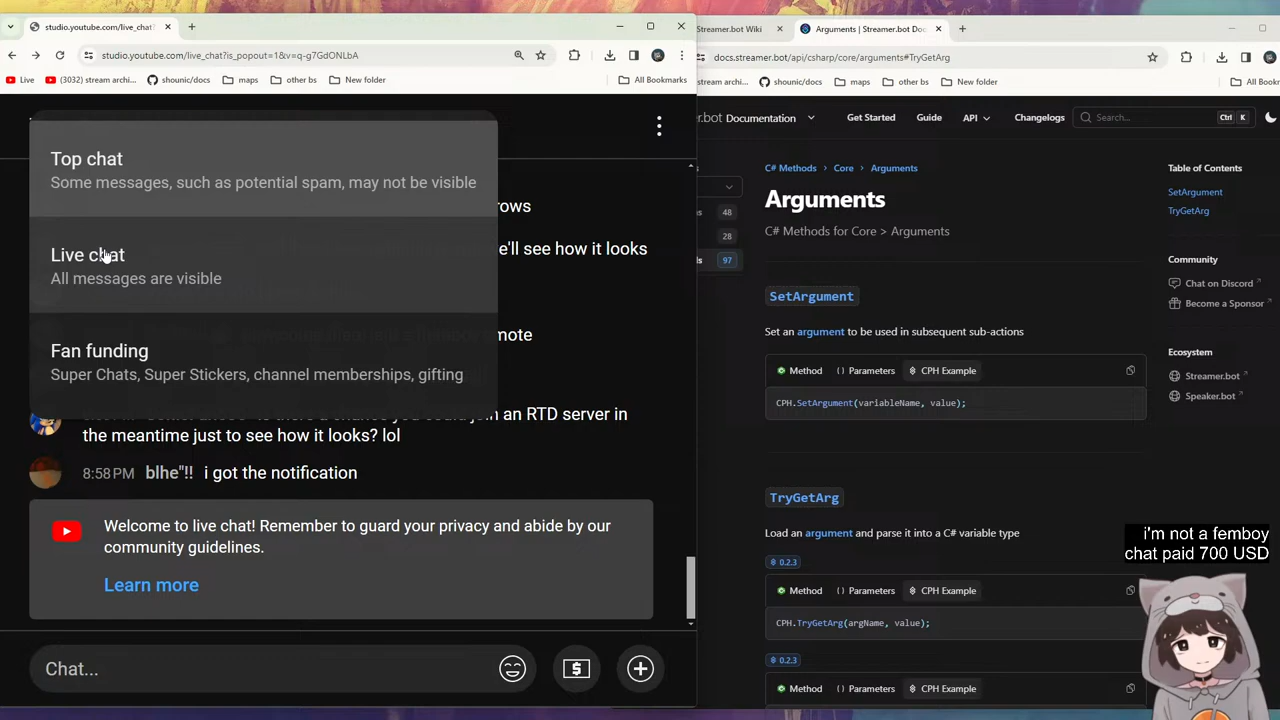 studio.youtube.com/live_chat?
studio.youtube.com/live_chat?is_popout=1&v=q-g7GdONLbA
Live
(3032) stream archi...
shounic/docs
maps
other bs
New folder
All Bookmarks
Top chat
Some messages, such as potential spam, may not be visible
Live chat
All messages are visible
Fan funding
Super Chats, Super Stickers, channel memberships, gifting
rows
e'll see how it looks
mote
an RTD server in
the meantime just to see how it looks? lol
8:58 PM blhe"!! i got the notification
Welcome to live chat! Remember to guard your privacy and abide by our
community guidelines.
Learn more
Chat...
Streamer.bot Wiki
Arguments | Streamer.bot Doc
docs.streamer.bot/api/csharp/core/arguments#TryGetArg
ream archi...
shounic/docs
maps
other bs
New folder
All Book
r.bot Documentation
Get Started
Guide
API
Changelogs
Search...
Ctrl K
48
28
97
C# Methods > Core > Arguments
Arguments
C# Methods for Core > Arguments
SetArgument
Set an argument to be used in subsequent sub-actions
Method
Parameters
CPH Example
CPH.SetArgument(variableName, value);
TryGetArg
Load an argument and parse it into a C# variable type
0.2.3
Method
Parameters
CPH Example
CPH.TryGetArg(argName, value);
0.2.3
Method
Parameters
CPH Example
Table of Contents
SetArgument
TryGetArg
Community
Chat on Discord
Become a Sponsor
Ecosystem
Streamer.bot
Speaker.bot
i'm not a femboy
chat paid 700 USD